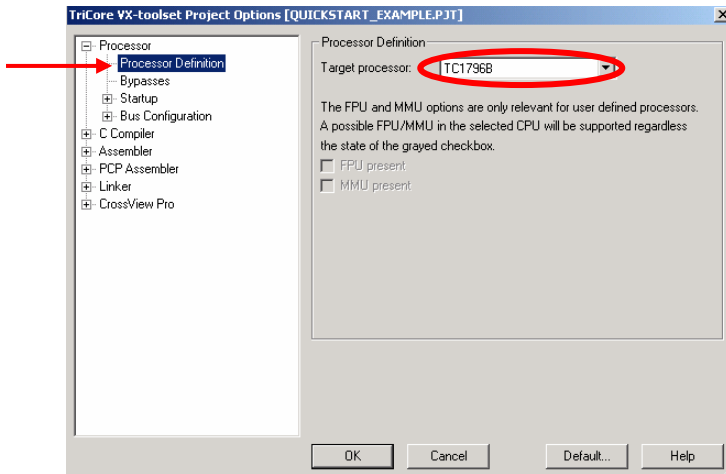 TriCore VX-toolset Project Options [QUICKSTART_EXAMPLE.PJT]
Processor
Processor Definition
Bypasses
Startup
Bus Configuration
C Compiler
Assembler
PCP Assembler
Linker
CrossView Pro
Processor Definition
Target processor: TC1796B
The FPU and MMU options are only relevant for user defined processors.
A possible FPU/MMU in the selected CPU will be supported regardless
the state of the grayed checkbox.
FPU present
MMU present
OK Cancel Default... Help